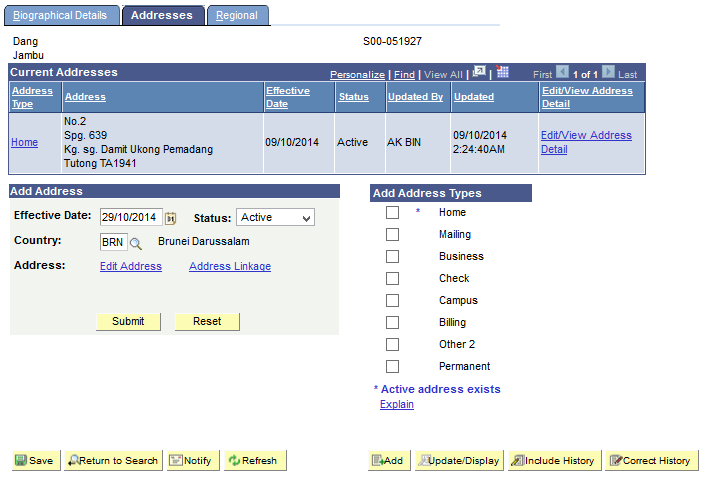 Biographical Details Addresses Regional
Dang S00-051927
Jambu
Current Addresses Personalize | Find | View All | | First 1 of 1 Last
Address Type Address Effective Date Status Updated By Updated Edit/View Address Detail
Home
No.2
Spg. 639
Kg. sg. Damit Ukong Pemadang
Tutong TA1941
09/10/2014 Active AK BIN
09/10/2014
2:24:40AM
Edit/View Address
Detail
Add Address
Effective Date: 29/10/2014 Status: Active
Country: BRN Brunei Darussalam
Address: Edit Address Address Linkage
Submit Reset
Add Address Types
* Home
Mailing
Business
Check
Campus
Billing
Other 2
Permanent
* Active address exists
Explain
Save Return to Search Notify Refresh Add Update/Display Include History Correct History